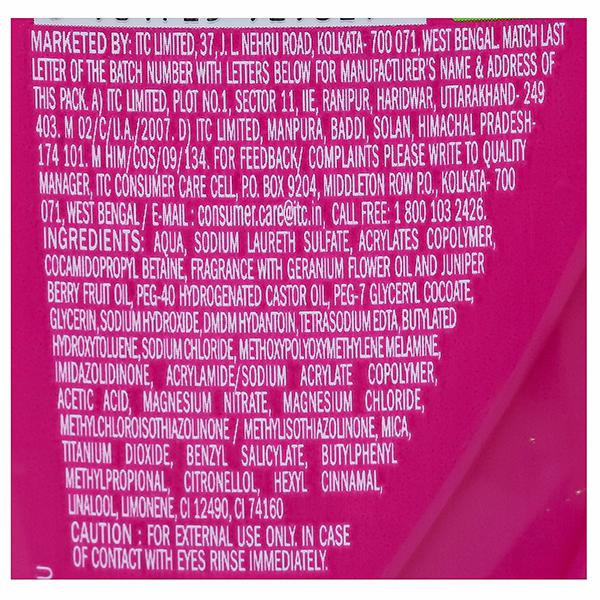 MARKETED BY: ITC LIMITED, 37, J. L. NEHRU ROAD, KOLKATA- 700 071, WEST BENGAL. MATCH LAST
LETTER OF THE BATCH NUMBER WITH LETTERS BELOW FOR MANUFACTURER'S NAME & ADDRESS OF
THIS PACK. A) ITC LIMITED, PLOT NO.1, SECTOR 11, IIE, RANIPUR, HARIDWAR, UTTARAKHAND- 249
403. M 02/C/U.A./2007. D) ITC LIMITED, MANPURA, BADDI, SOLAN, HIMACHAL PRADESH-
174 101. M HIM/COS/09/134. FOR FEEDBACK/ COMPLAINTS PLEASE WRITE TO QUALITY
MANAGER, ITC CONSUMER CARE CELL, P.O. BOX 9204, MIDDLETON ROW P.O., KOLKATA- 700
071, WEST BENGAL / E-MAIL : consumer.care@itc.in, CALL FREE: 1 800 103 2426.
INGREDIENTS: AQUA, SODIUM LAURETH SULFATE, ACRYLATES COPOLYMER,
COCAMIDOPROPYL BETAINE, FRAGRANCE WITH GERANIUM FLOWER OIL AND JUNIPER
BERRY FRUIT OIL, PEG-40 HYDROGENATED CASTOR OIL, PEG-7 GLYCERYL COCOATE,
GLYCERIN, SODIUM HYDROXIDE, DMDM HYDANTOIN, TETRASODIUM EDTA, BUTYLATED
HYDROXYTOLUENE, SODIUM CHLORIDE, METHOXYPOLYOXYMETHYLENE MELAMINE,
IMIDAZOLIDINONE, ACRYLAMIDE/SODIUM ACRYLATE COPOLYMER,
ACETIC ACID, MAGNESIUM NITRATE, MAGNESIUM CHLORIDE,
METHYLCHLOROISOTHIAZOLINONE / METHYLISOTHIAZOLINONE, MICA,
TITANIUM DIOXIDE, BENZYL SALICYLATE, BUTYLPHENYL
METHYLPROPIONAL, CITRONELLOL, HEXYL CINNAMAL,
LINALOOL, LIMONENE, CI 12490, CI 74160
CAUTION : FOR EXTERNAL USE ONLY. IN CASE
OF CONTACT WITH EYES RINSE IMMEDIATELY.